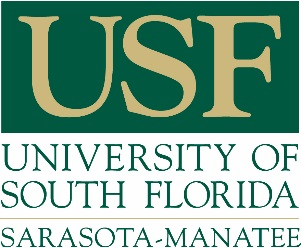 USF
UNIVERSITY OF
SOUTH FLORIDA
SARASOTA-MANATEE